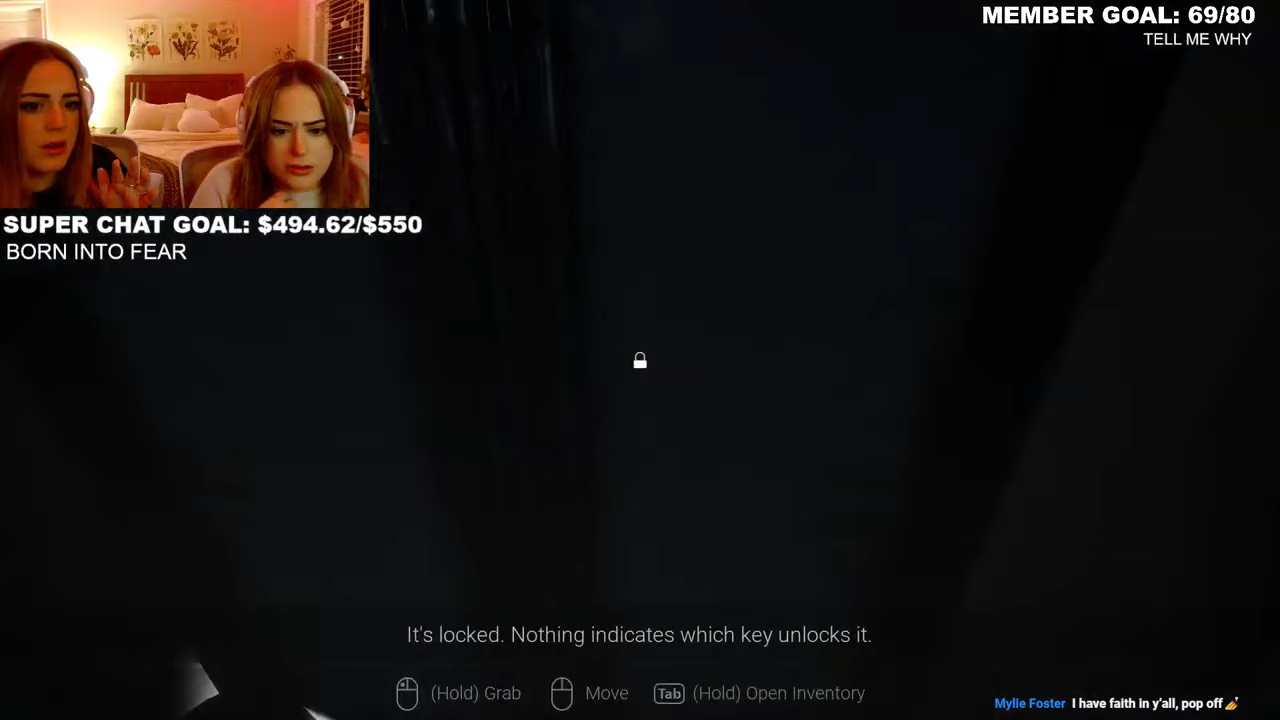 MEMBER GOAL: 69/80
TELL ME WHY
SUPER CHAT GOAL: $494.62/$550
BORN INTO FEAR
It's locked. Nothing indicates which key unlocks it.
(Hold) Grab Move Tab (Hold) Open Inventory
Mylie Foster I have faith in y'all, pop off💅